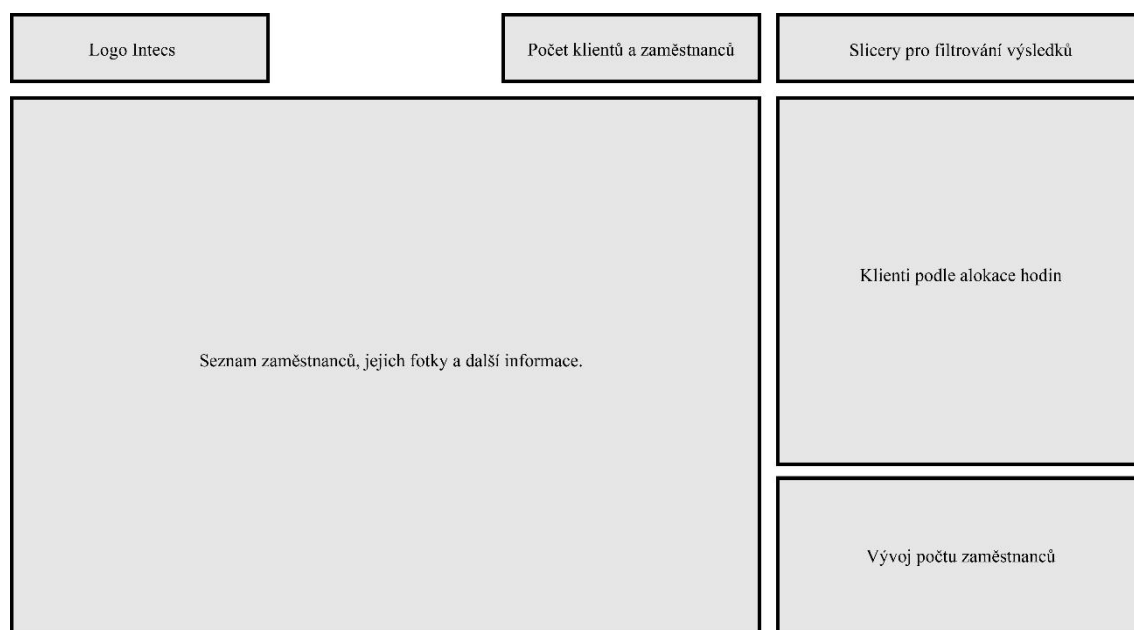 Logo Intecs
Počet klientů a zaměstnanců
Slicery pro filtrování výsledků
Seznam zaměstnanců, jejich fotky a další informace.
Klienti podle alokace hodin
Vývoj počtu zaměstnanců